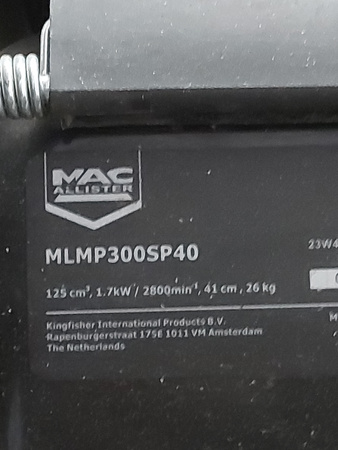 MAC
ALLISTER
MLMP300SP40
23W4
125 cm³, 1.7kW / 2800min⁻¹, 41 cm , 26 kg
Kingfisher International Products B.V.
Rapenburgerstraat 175E 1011 VM Amsterdam
The Netherlands